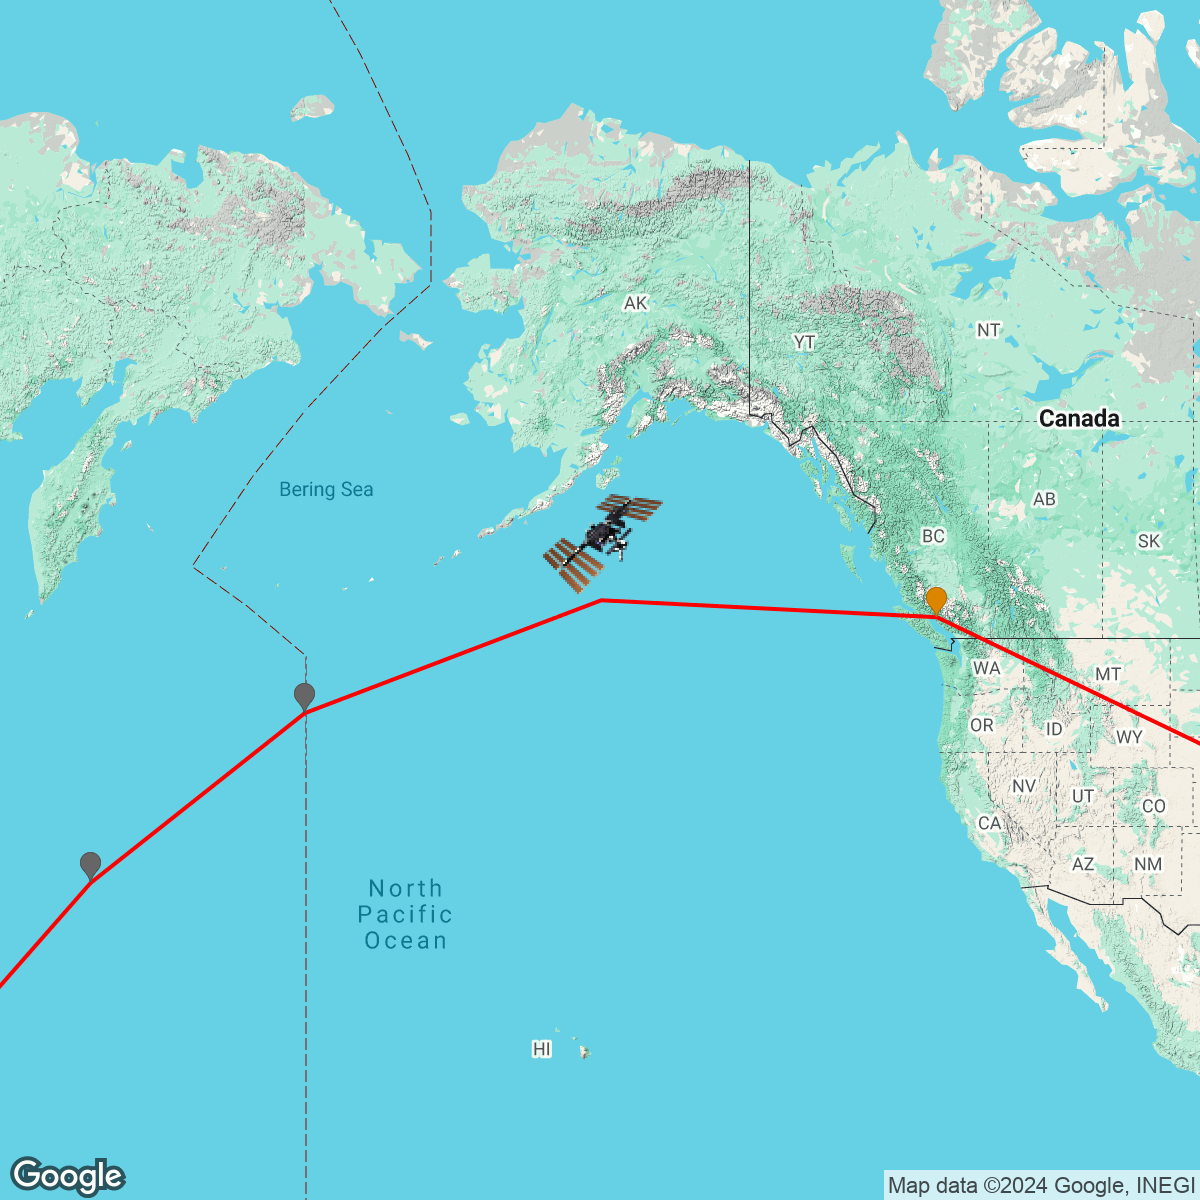 AK
YT
NT
Canada
Bering Sea
AB
BC
SK
WA
MT
OR
ID
WY
NV
UT
CO
CA
AZ
NM
North
Pacific
Ocean
HI
Google
Map data ©2024 Google, INEGI